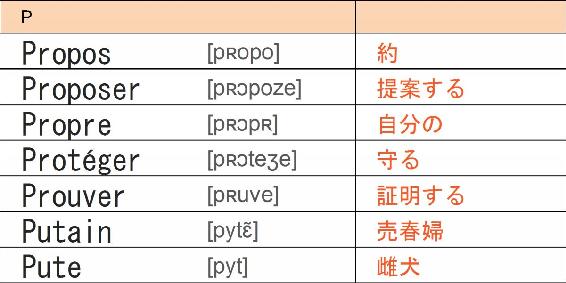 P
Propos [pʀopo] 約
Proposer [pʀɔpoze] 提案する
Propre [pʀɔpʀ] 自分の
Protéger [pʀɔteʒe] 守る
Prouver [pʀuve] 証明する
Putain [pytɛ̃] 売春婦
Pute [pyt] 雌犬